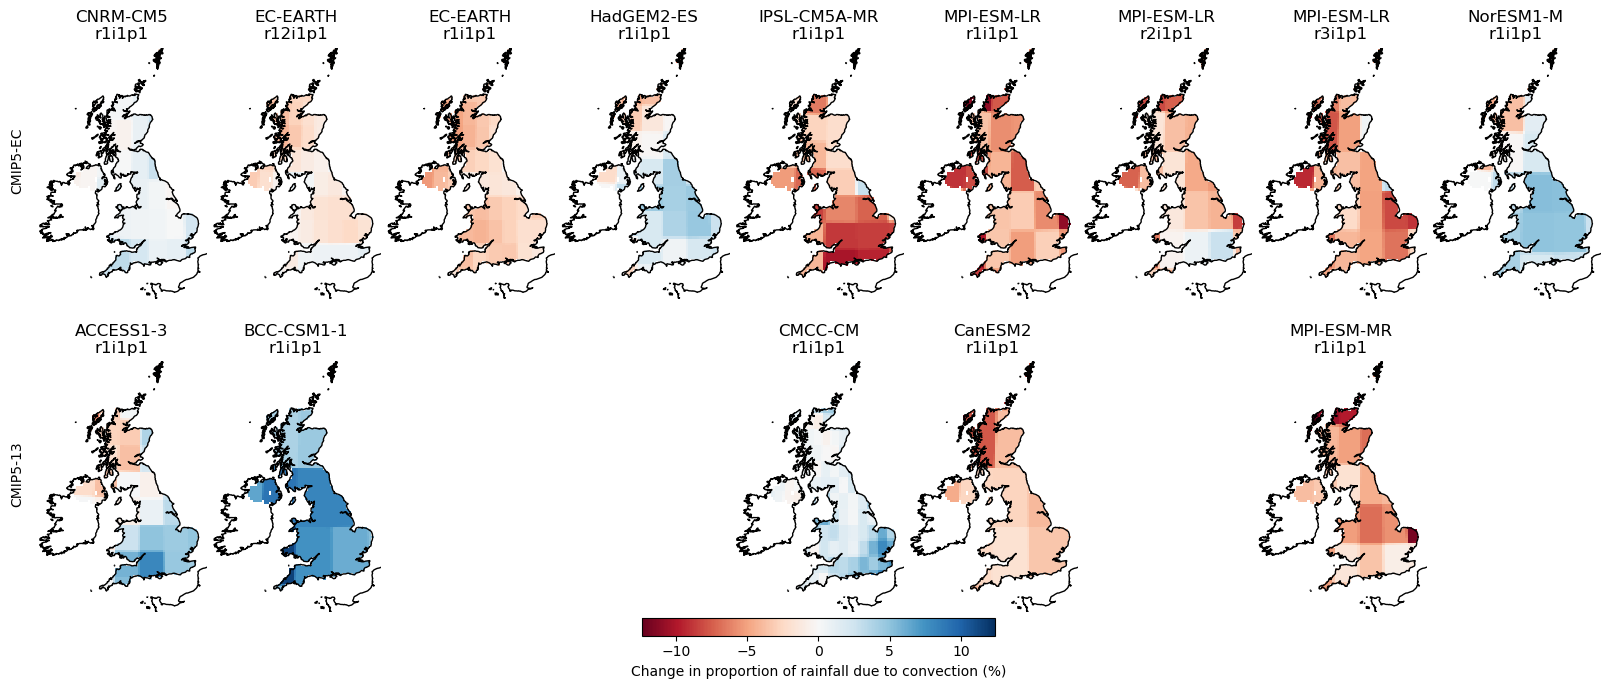 CNRM-CM5
r1i1p1
EC-EARTH
r12i1p1
EC-EARTH
r1i1p1
HadGEM2-ES
r1i1p1
IPSL-CM5A-MR
r1i1p1
MPI-ESM-LR
r1i1p1
MPI-ESM-LR
r2i1p1
MPI-ESM-LR
r3i1p1
NorESM1-M
r1i1p1
CMIP5-EC
ACCESS1-3
r1i1p1
BCC-CSM1-1
r1i1p1
CMCC-CM
r1i1p1
CanESM2
r1i1p1
MPI-ESM-MR
r1i1p1
CMIP5-13
−10 −5 0 5 10
Change in proportion of rainfall due to convection (%)